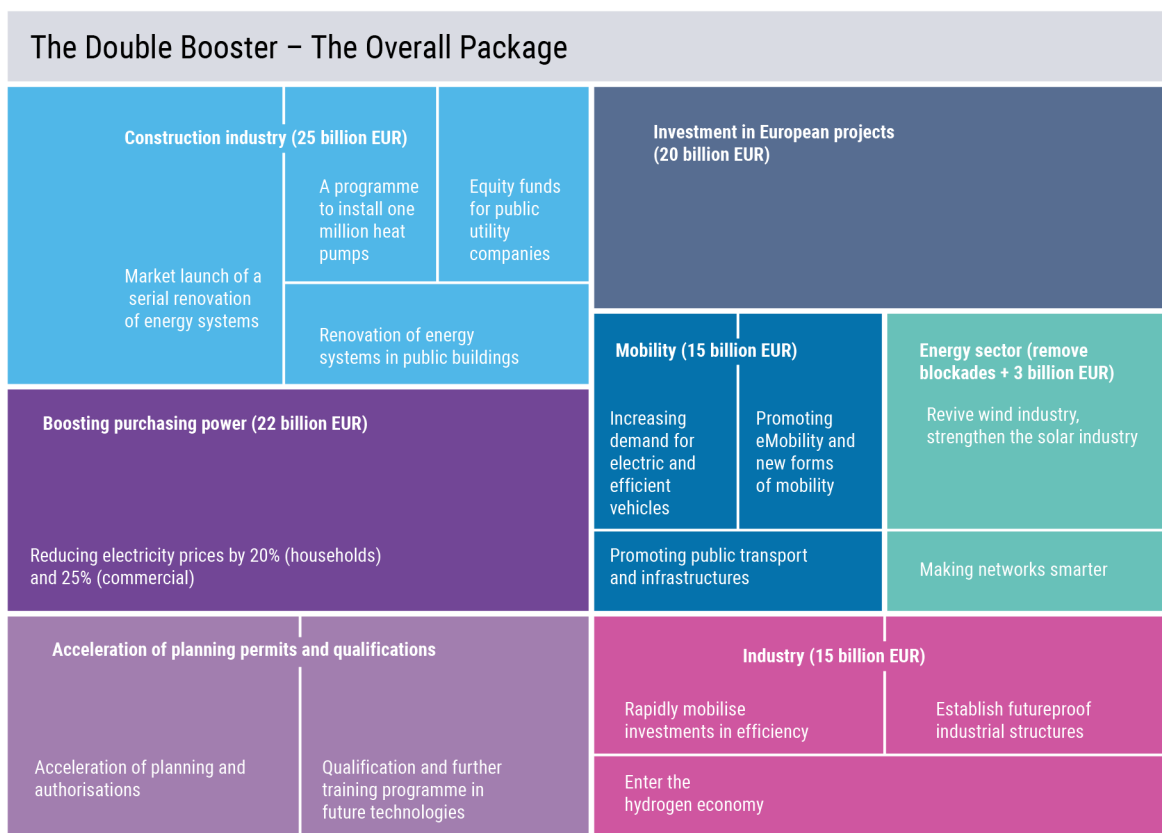 The Double Booster – The Overall Package
Construction industry (25 billion EUR)
Market launch of a
serial renovation
of energy systems
A programme
to install one
million heat
pumps
Equity funds
for public
utility
companies
Renovation of energy
systems in public buildings
Investment in European projects
(20 billion EUR)
Boosting purchasing power (22 billion EUR)
Reducing electricity prices by 20% (households)
and 25% (commercial)
Mobility (15 billion EUR)
Increasing
demand for
electric and
efficient
vehicles
Promoting
eMobility and
new forms
of mobility
Promoting public transport
and infrastructures
Energy sector (remove
blockades + 3 billion EUR)
Revive wind industry,
strengthen the solar industry
Making networks smarter
Acceleration of planning permits and qualifications
Acceleration of planning and
authorisations
Qualification and further
training programme in
future technologies
Industry (15 billion EUR)
Rapidly mobilise
investments in efficiency
Establish futureproof
industrial structures
Enter the
hydrogen economy